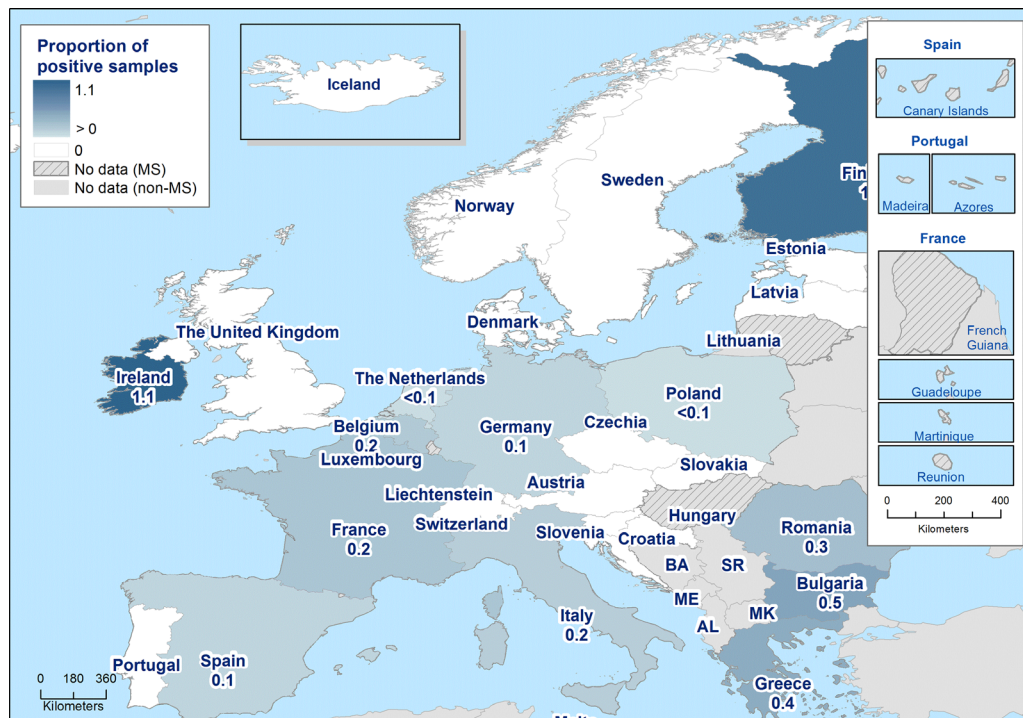 Proportion of
positive samples
1.1
> 0
0
No data (MS)
No data (non-MS)
Iceland
Spain
Canary Islands
Portugal
Madeira
Azores
France
French
Guiana
Guadeloupe
Martinique
Reunion
0 200 400
Kilometers
Norway
Sweden
Estonia
Latvia
Denmark
Lithuania
The United Kingdom
Ireland
1.1
The Netherlands
<0.1
Poland
<0.1
Belgium
0.2
Germany
0.1
Czechia
Luxembourg
Slovakia
Austria
Liechtenstein
Switzerland
France
0.2
Slovenia
Hungary
Croatia
Romania
0.3
BA
SR
Bulgaria
0.5
ME
MK
AL
Italy
0.2
Portugal
Spain
0.1
Greece
0.4
0 180 360
Kilometers